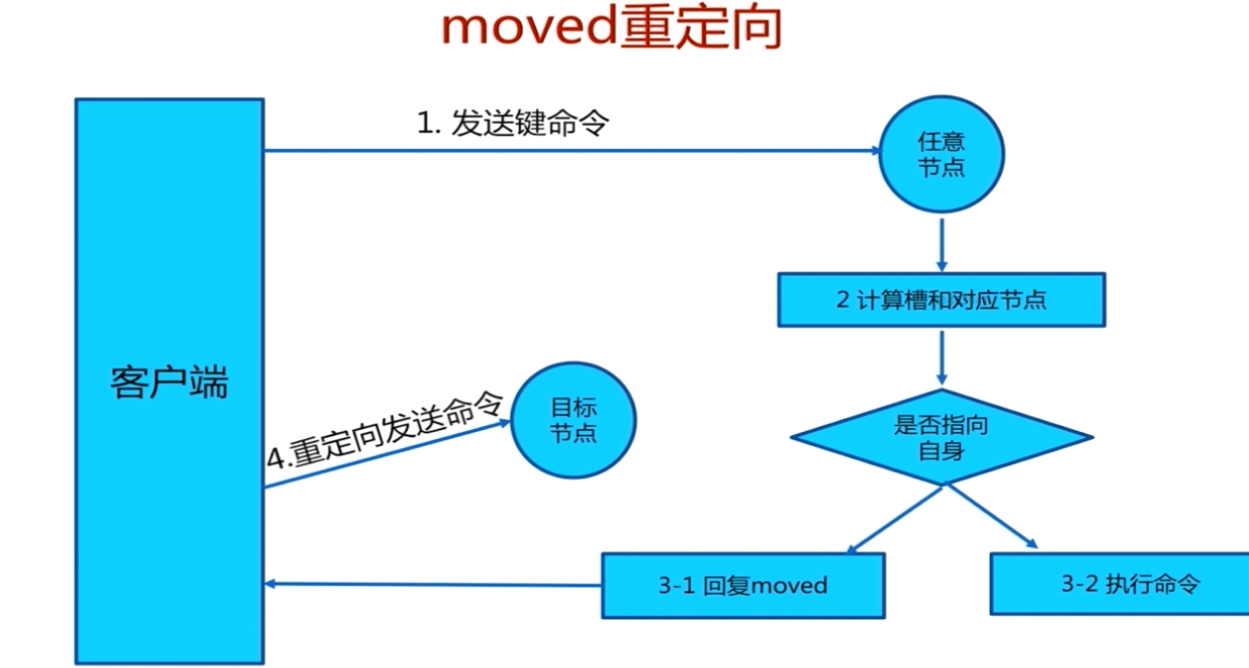 moved重定向
1. 发送键命令
任意
节点
2 计算槽和对应节点
客户端
4.重定向发送命令
目标
节点
是否指向
自身
3-1 回复moved
3-2 执行命令